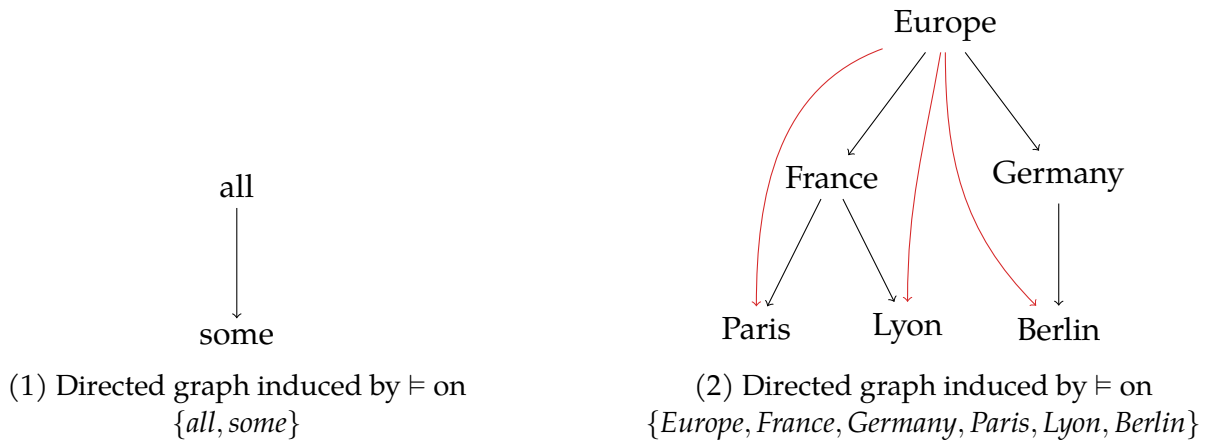 Europe
all
France
Germany
some
Paris
Lyon
Berlin
(1) Directed graph induced by ⊨ on
{all, some}
(2) Directed graph induced by ⊨ on
{Europe, France, Germany, Paris, Lyon, Berlin}